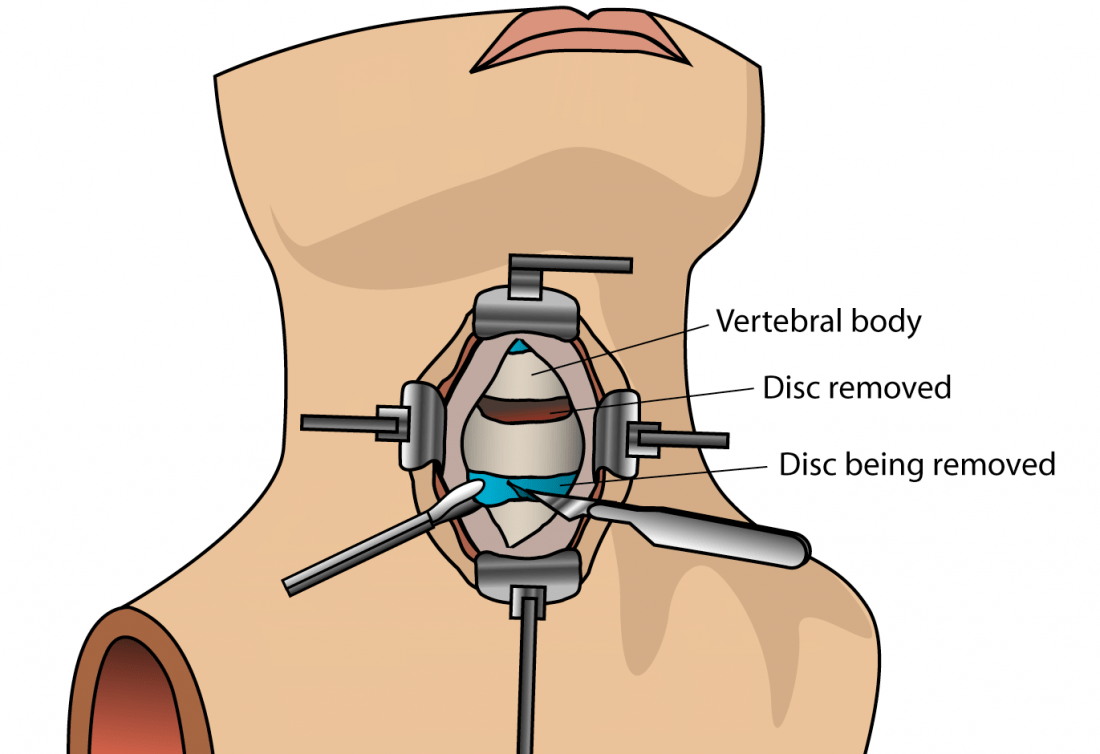 Vertebral body
Disc removed
Disc being removed